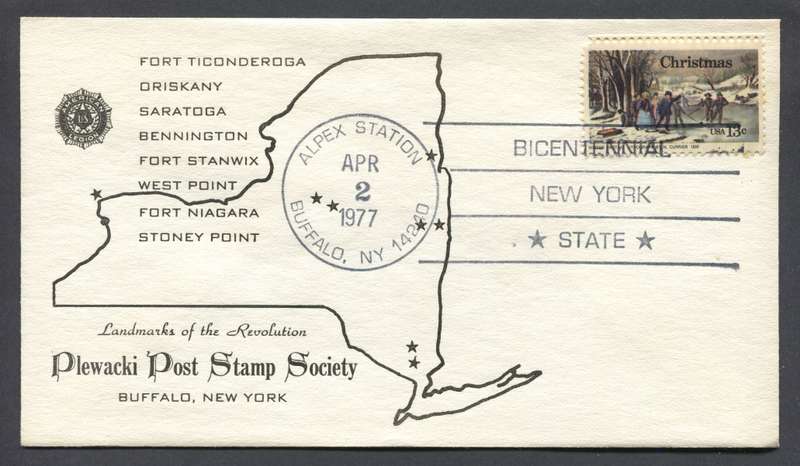 FORT TICONDEROGA
ORISKANY
SARATOGA
BENNINGTON
FORT STANWIX
WEST POINT
FORT NIAGARA
STONEY POINT
Landmarks of the Revolution
Plewacki Post Stamp Society
BUFFALO, NEW YORK
ALPEX STATION
APR
2
1977
BUFFALO, NY 14240
Christmas
USA 13c
BICENTENNIAL
NEW YORK
★ STATE ★